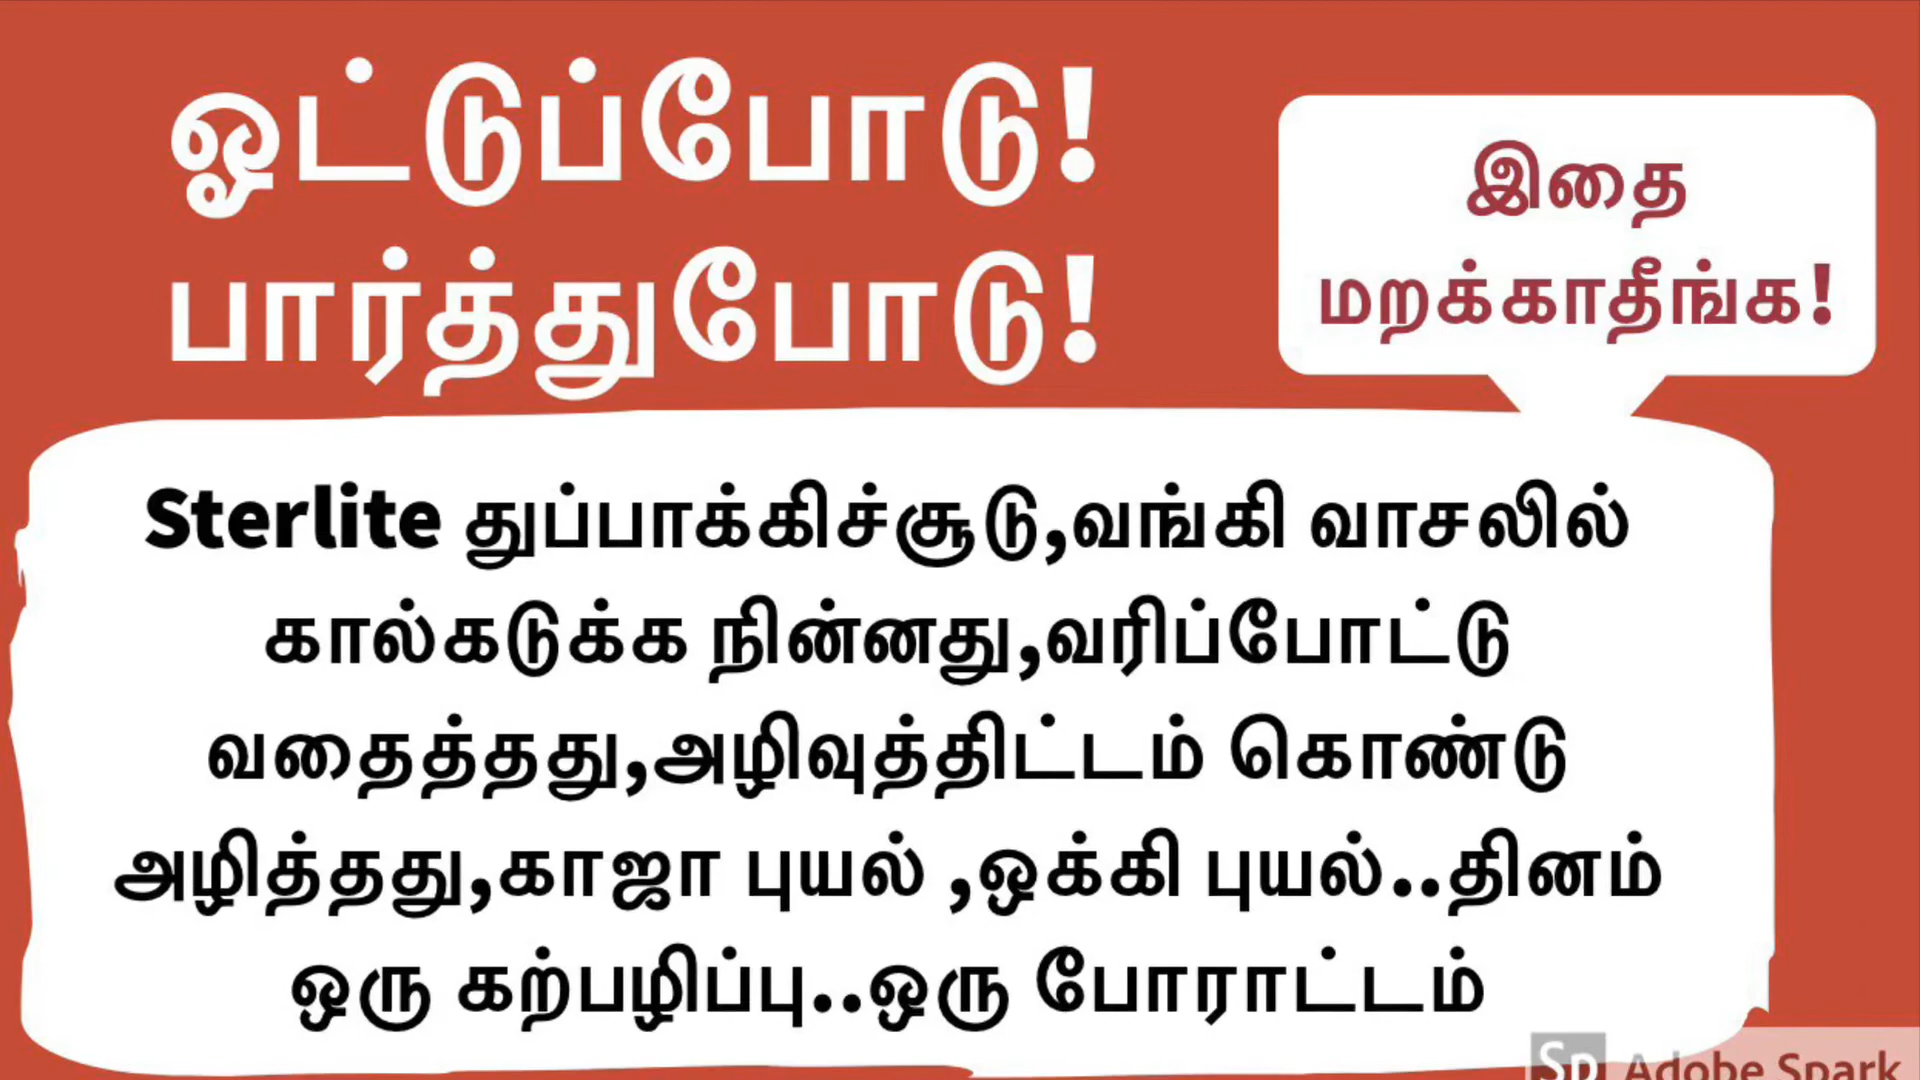 ஓட்டுப்போடு!
பார்த்துபோடு!
இதை
மறக்காதீங்க!
Sterlite துப்பாக்கிச்சூடு,வங்கி வாசலில்
கால்கடுக்க நின்னது,வரிப்போட்டு
வதைத்தது,அழிவுத்திட்டம் கொண்டு
அழித்தது,காஜா புயல் ,ஒக்கி புயல்..தினம்
ஒரு கற்பழிப்பு..ஒரு போராட்டம்
Sp Adobe Spark